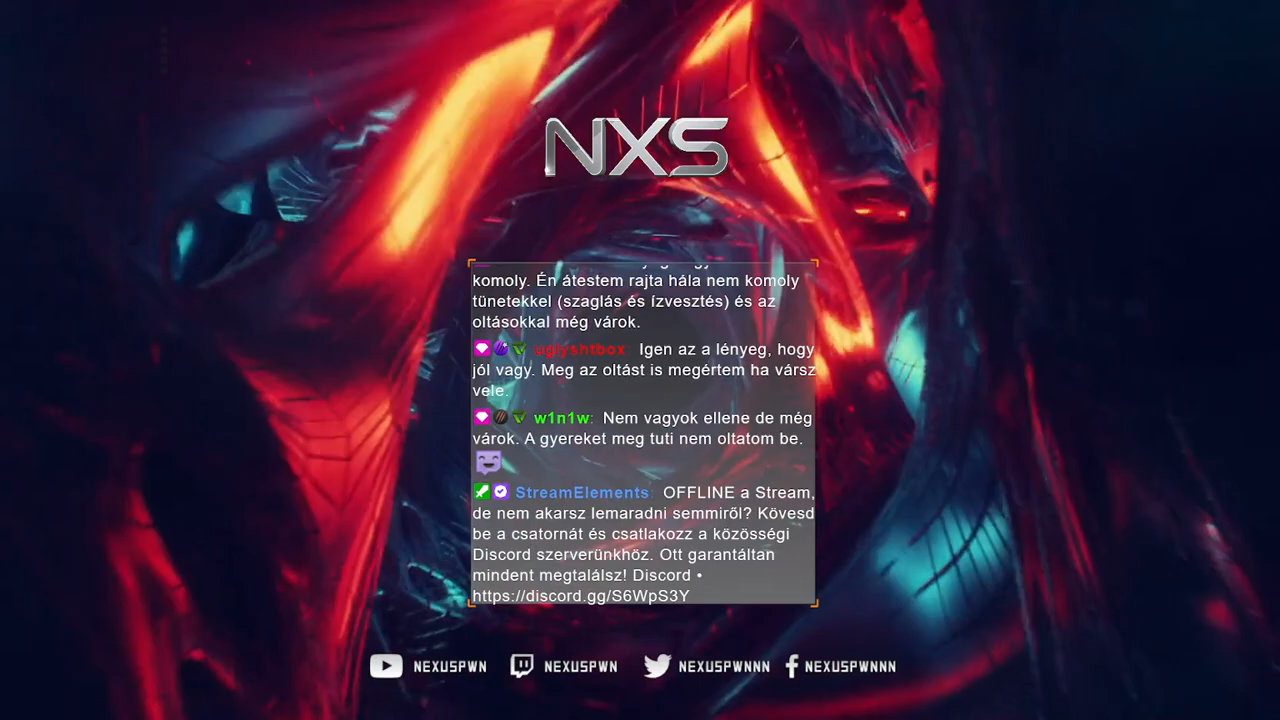 NXS
komoly. Én átestem rajta hála nem komoly
tünetekkel (szaglás és ízvesztés) és az
oltásokkal még várok.
uglyshtbox: Igen az a lényeg, hogy
jól vagy. Meg az oltást is megértem ha vársz
vele.
w1n1w: Nem vagyok ellene de még
várok. A gyereket meg tuti nem oltatom be.
StreamElements: OFFLINE a Stream,
de nem akarsz lemaradni semmiről? Kövesd
be a csatornát és csatlakozz a közösségi
Discord szerverünkhöz. Ott garantáltan
mindent megtalálsz! Discord •
https://discord.gg/S6WpS3Y
NEXUSPWN NEXUSPWN NEXUSPWNNN NEXUSPWNNN